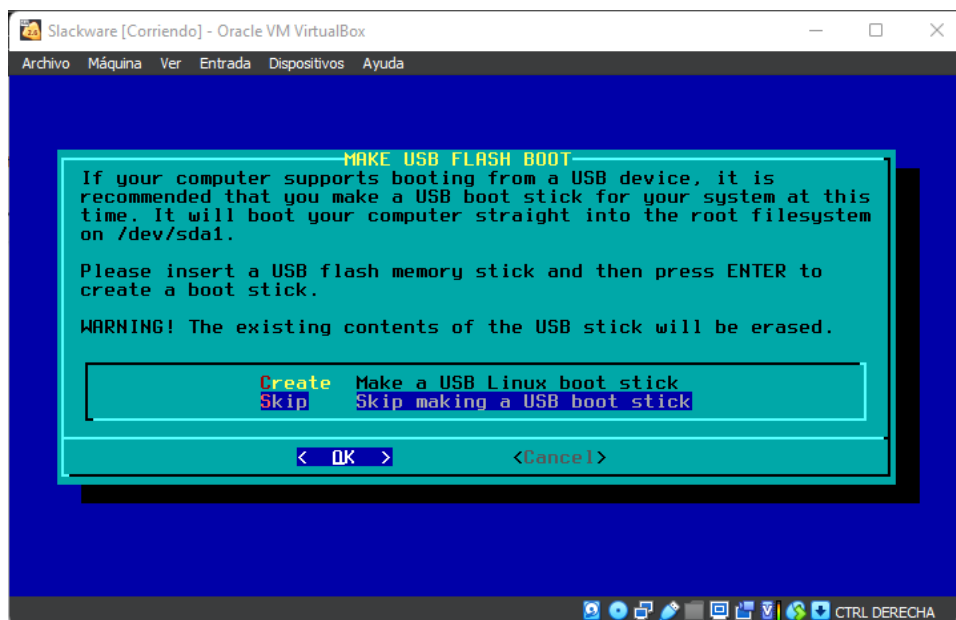 Slackware [Corriendo] - Oracle VM VirtualBox
Archivo Máquina Ver Entrada Dispositivos Ayuda
MAKE USB FLASH BOOT
If your computer supports booting from a USB device, it is
recommended that you make a USB boot stick for your system at this
time. It will boot your computer straight into the root filesystem
on /dev/sda1.
Please insert a USB flash memory stick and then press ENTER to
create a boot stick.
WARNING! The existing contents of the USB stick will be erased.
Create Make a USB Linux boot stick
Skip Skip making a USB boot stick
< OK > <Cancel>
CTRL DERECHA